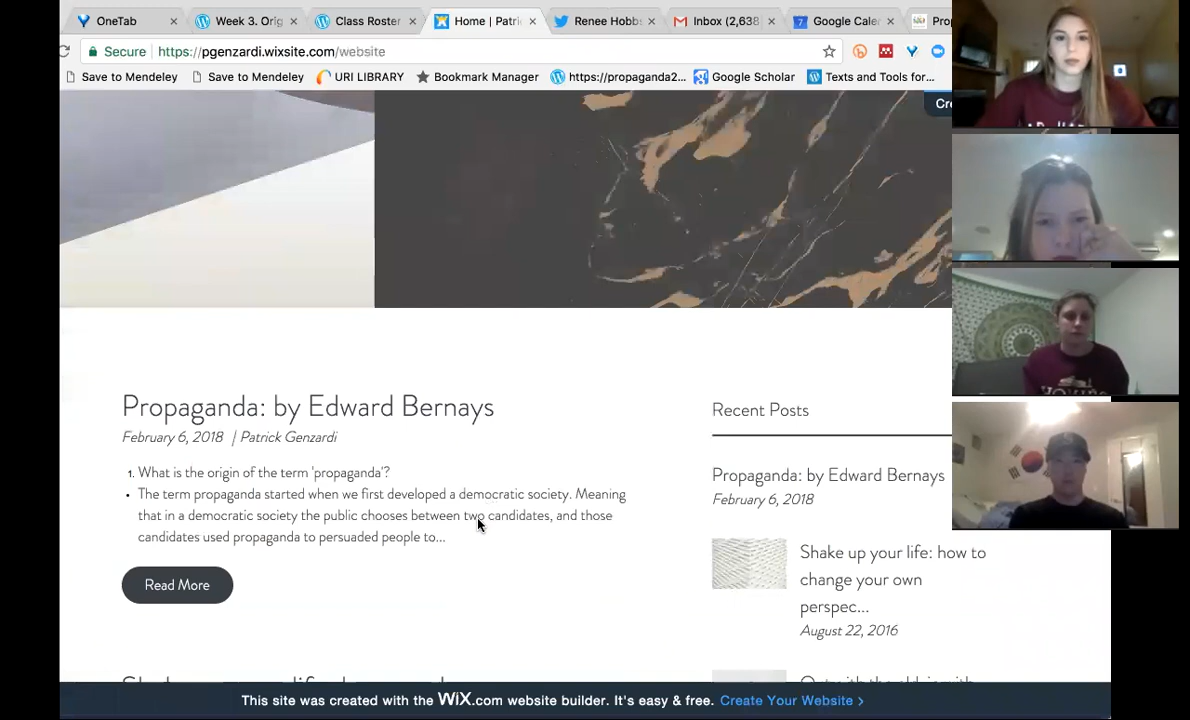 OneTab
Week 3. Orig
Class Roster
Home | Patri
Renee Hobbs
Inbox (2,638
Google Cale
Prop
Secure https://pgenzardi.wixsite.com/website
Save to Mendeley
Save to Mendeley
URI LIBRARY
Bookmark Manager
https://propaganda2...
Google Scholar
Texts and Tools for...
Cre
Propaganda: by Edward Bernays
February 6, 2018 | Patrick Genzardi
1. What is the origin of the term 'propaganda'?
• The term propaganda started when we first developed a democratic society. Meaning
that in a democratic society the public chooses between two candidates, and those
candidates used propaganda to persuaded people to...
Read More
Recent Posts
Propaganda: by Edward Bernays
February 6, 2018
Shake up your life: how to
change your own
perspec...
August 22, 2016
This site was created with the WiX.com website builder. It's easy & free. Create Your Website >